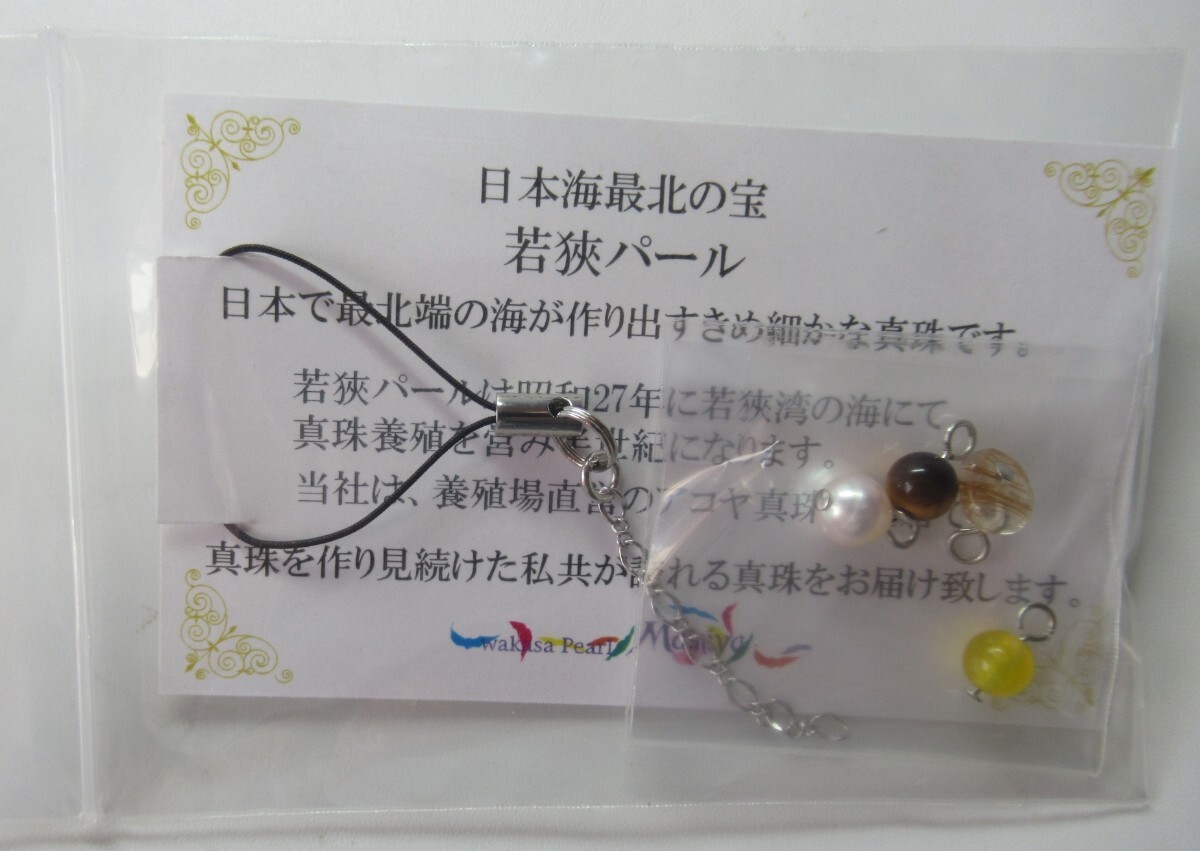 日本海最北の宝
若狭パール
日本で最北端の海が作り出すきめ細かな真珠です。
若狭パールは昭和27年に若狭湾の海にて
真珠養殖を営み半世紀になります。
当社は、養殖場直営のアコヤ真珠
真珠を作り見続けた私共が誇れる真珠をお届け致します。
wakasa Pearl